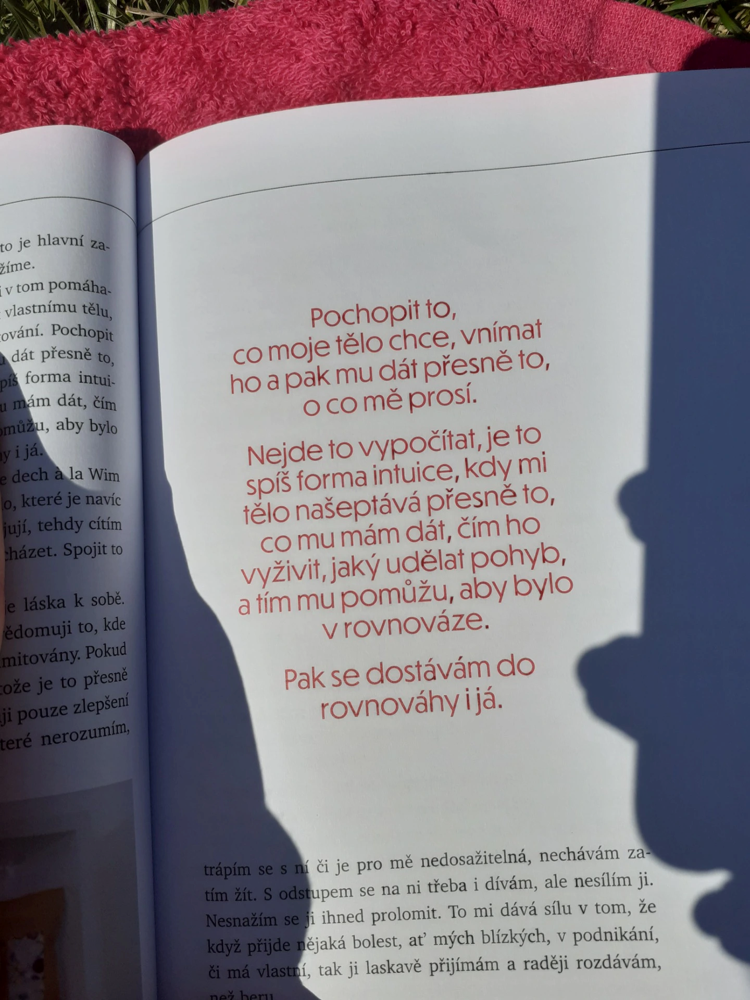 to je hlavní za-
žíme.
i v tom pomáha-
vlastnímu tělu,
ování. Pochopit
dát přesně to,
píš forma intui-
u mám dát, čím
omůžu, aby bylo
y i já.
e dech à la Wim
o, které je navíc
jují, tehdy cítím
cházet. Spojit to
je láska k sobě.
ědomuji to, kde
mitovány. Pokud
tože je to přesně
ji pouze zlepšení
teré nerozumím,
Pochopit to,
co moje tělo chce, vnímat
ho a pak mu dát přesně to,
o co mě prosí.
Nejde to vypočítat, je to
spíš forma intuice, kdy mi
tělo našeptává přesně to,
co mu mám dát, čím ho
vyživit, jaký udělat pohyb,
a tím mu pomůžu, aby bylo
v rovnováze.
Pak se dostávám do
rovnováhy i já.
trápím se s ní či je pro mě nedosažitelná, nechávám za-
tím žít. S odstupem se na ni třeba i dívám, ale nesílím ji.
Nesnažím se ji ihned prolomit. To mi dává sílu v tom, že
když přijde nějaká bolest, ať mých blízkých, v podnikání,
či má vlastní, tak ji laskavě přijímám a raději rozdávám,
než beru